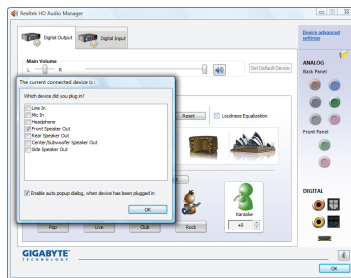 Realtek HD Audio Manager
Digital Output
Digital Input
Device advanced
settings
Main Volume
L
R
Set Default Device
ANALOG
Back Panel
The current connected device is :
Which device did you plug in?
Line In
Mic In
Headphone
Front Speaker Out
Rear Speaker Out
Center/Subwoofer Speaker Out
Side Speaker Out
Enable auto popup dialog, when device has been plugged in
OK
Reset
Loudness Equalization
Front Panel
Karaoke
+0
Pop
Live
Club
Rock
DIGITAL
GIGABYTE
TECHNOLOGY
OK